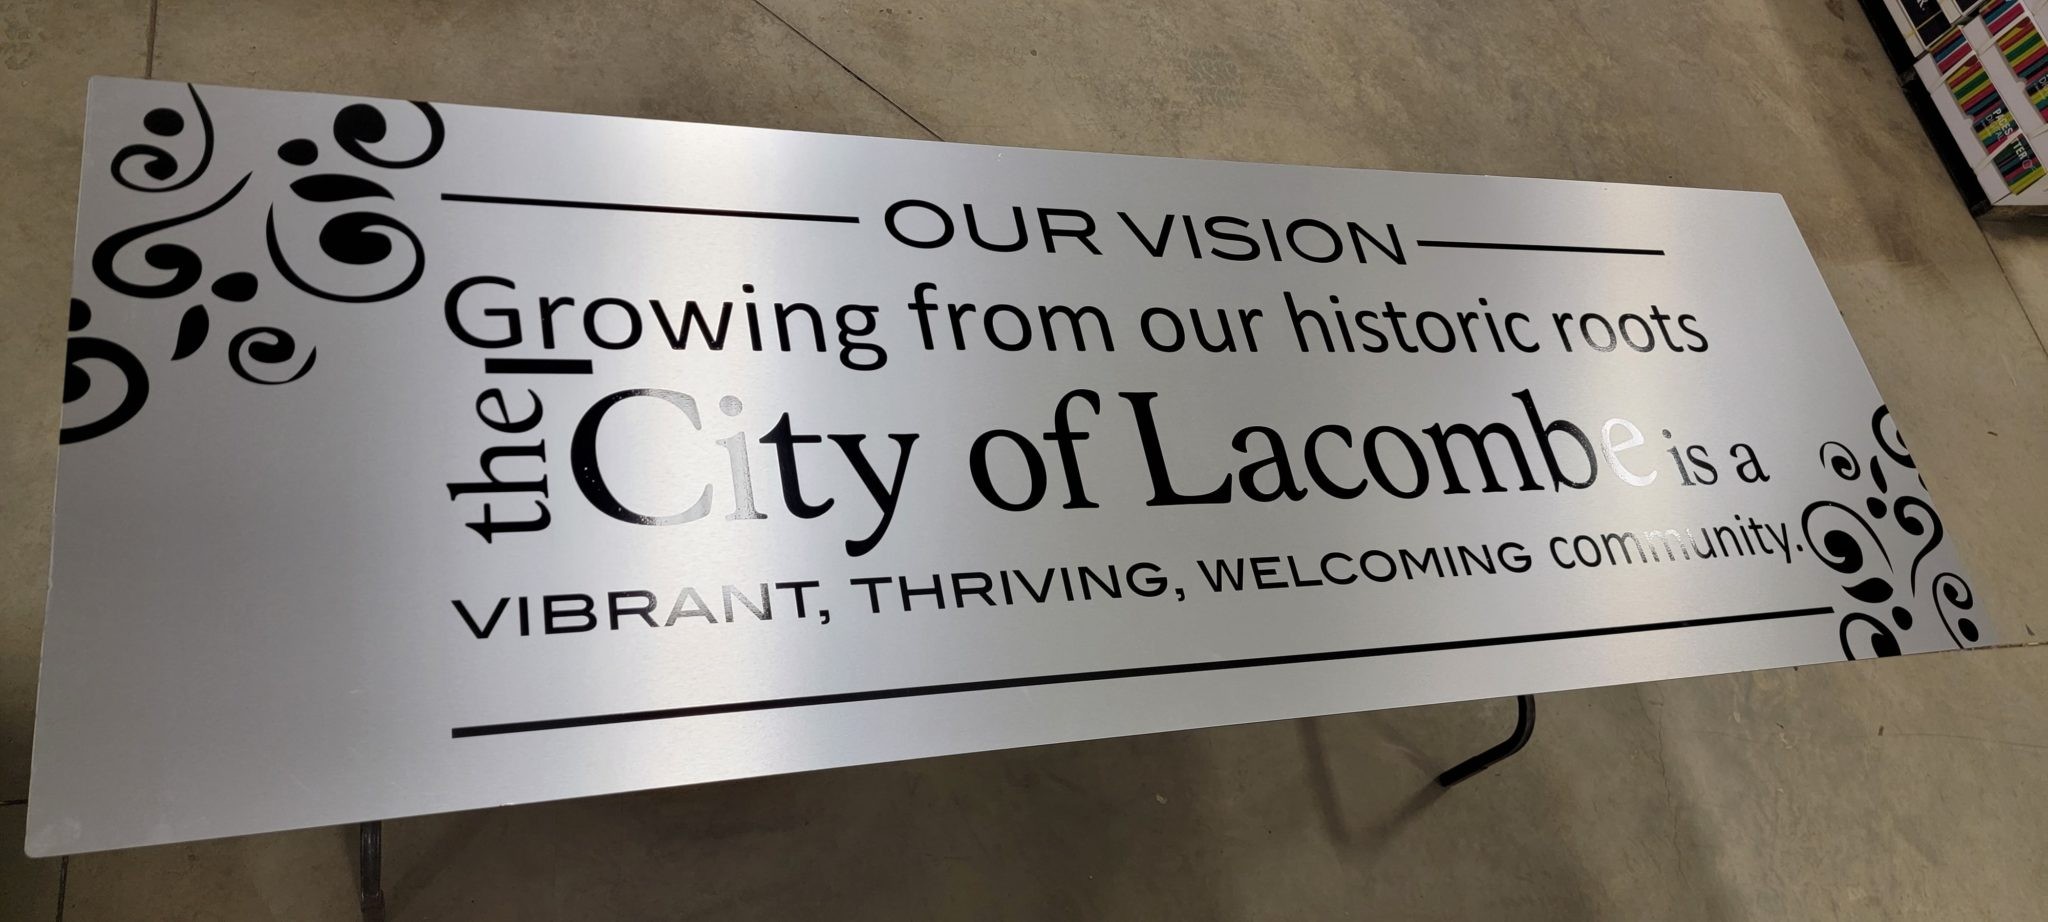 OUR VISION
Growing from our historic roots
the City of Lacombe is a
VIBRANT, THRIVING, WELCOMING community.